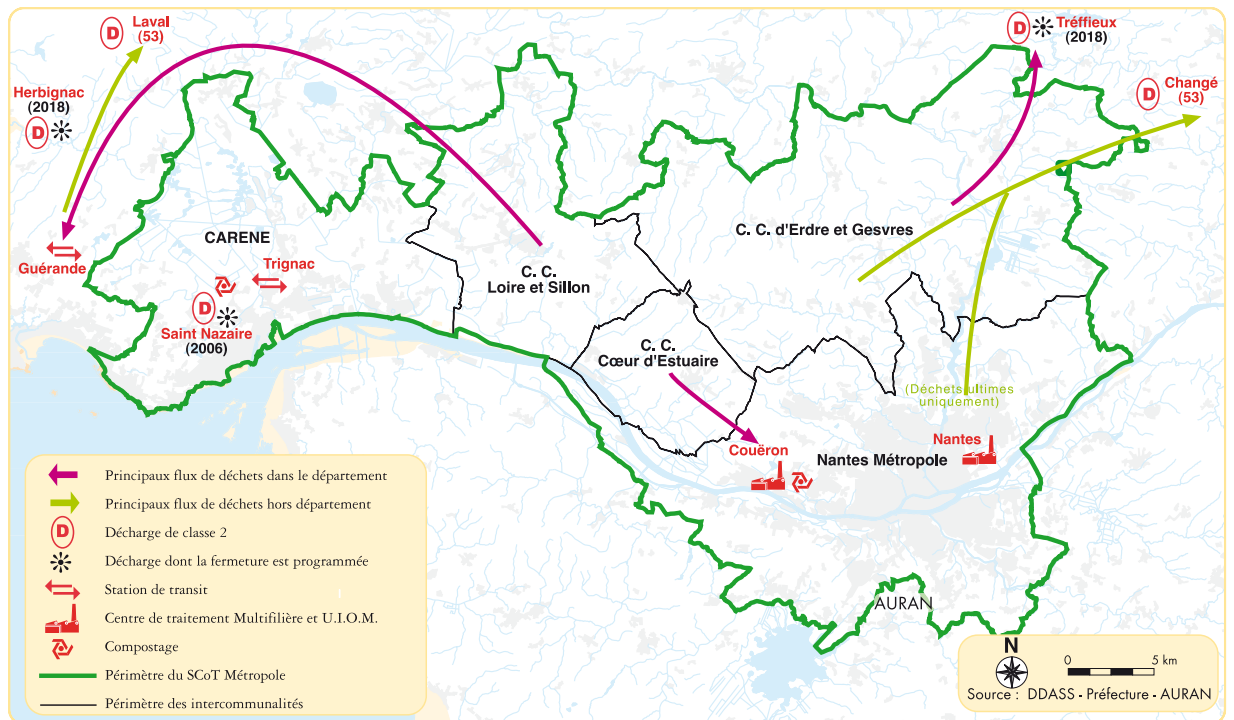 D
Laval
(53)
Herbignac
(2018)
D
D
Tréffieux
(2018)
D
Changé
(53)
CARENE
Guérande
Trignac
D
Saint Nazaire
(2006)
C. C.
Loire et Sillon
C. C. d'Erdre et Gesvres
C. C.
Cœur d'Estuaire
(Déchets ultimes
uniquement)
Couëron
Nantes
Nantes Métropole
AURAN
Principaux flux de déchets dans le département
Principaux flux de déchets hors département
D
Décharge de classe 2
Décharge dont la fermeture est programmée
Station de transit
Centre de traitement Multifilière et U.I.O.M.
Compostage
Périmètre du SCoT Métropole
Périmètre des intercommunalités
N
0 5 km
Source : DDASS - Préfecture - AURAN